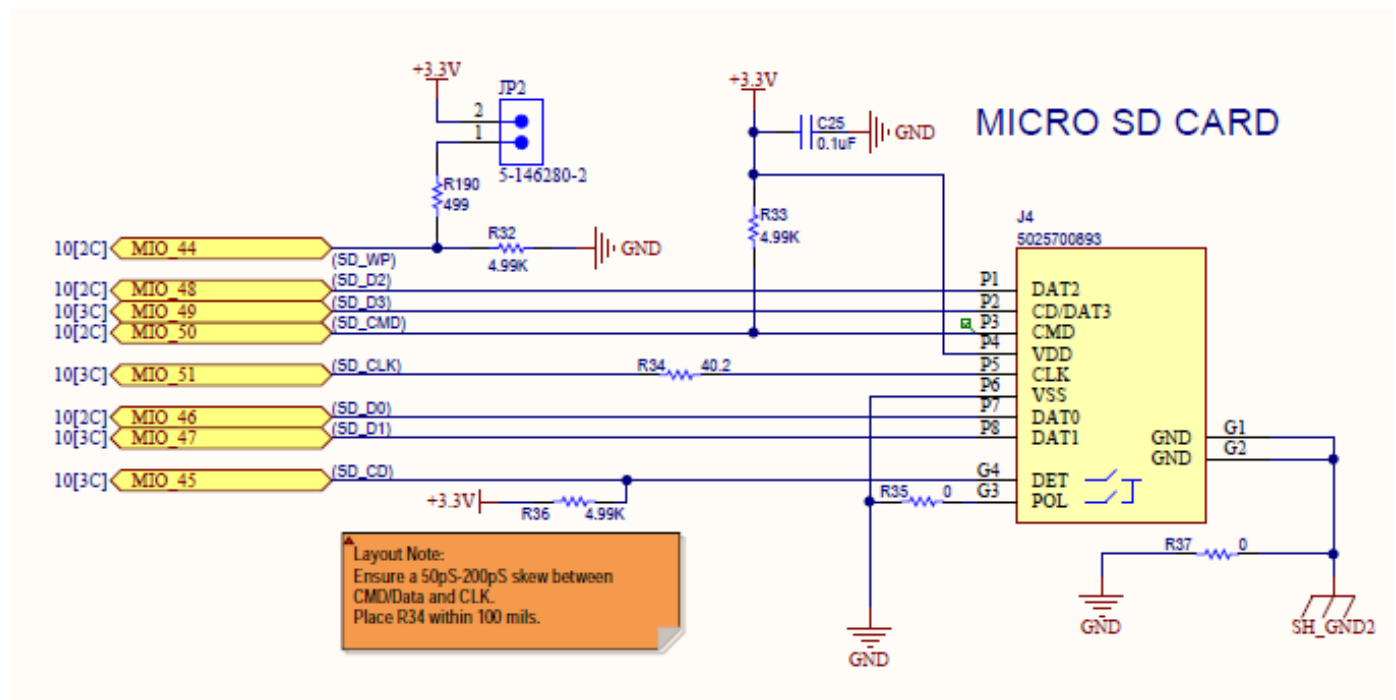 +3.3V
JP2
2
1
5-146280-2
R190
499
+3.3V
C25
0.1uF
GND
MICRO SD CARD
R33
4.99K
R32
4.99K
GND
J4
5025700893
10[2C] MIO_44 (SD_WP)
10[2C] MIO_48 (SD_D2) P1 DAT2
10[3C] MIO_49 (SD_D3) P2 CD/DAT3
10[2C] MIO_50 (SD_CMD) P3 CMD
P4 VDD
10[3C] MIO_51 (SD_CLK) R34 40.2 P5 CLK
P6 VSS
10[2C] MIO_46 (SD_D0) P7 DAT0
10[3C] MIO_47 (SD_D1) P8 DAT1
GND G1
GND G2
10[3C] MIO_45 (SD_CD) G4 DET
R35 0 G3 POL
+3.3V R36 4.99K
Layout Note:
Ensure a 50pS-200pS skew between
CMD/Data and CLK.
Place R34 within 100 mils.
R37 0
GND
GND
SH_GND2